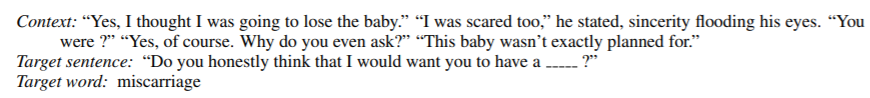 Context: “Yes, I thought I was going to lose the baby.” “I was scared too,” he stated, sincerity flooding his eyes. “You
were ?” “Yes, of course. Why do you even ask?” “This baby wasn’t exactly planned for.”
Target sentence: “Do you honestly think that I would want you to have a _____ ?”
Target word: miscarriage